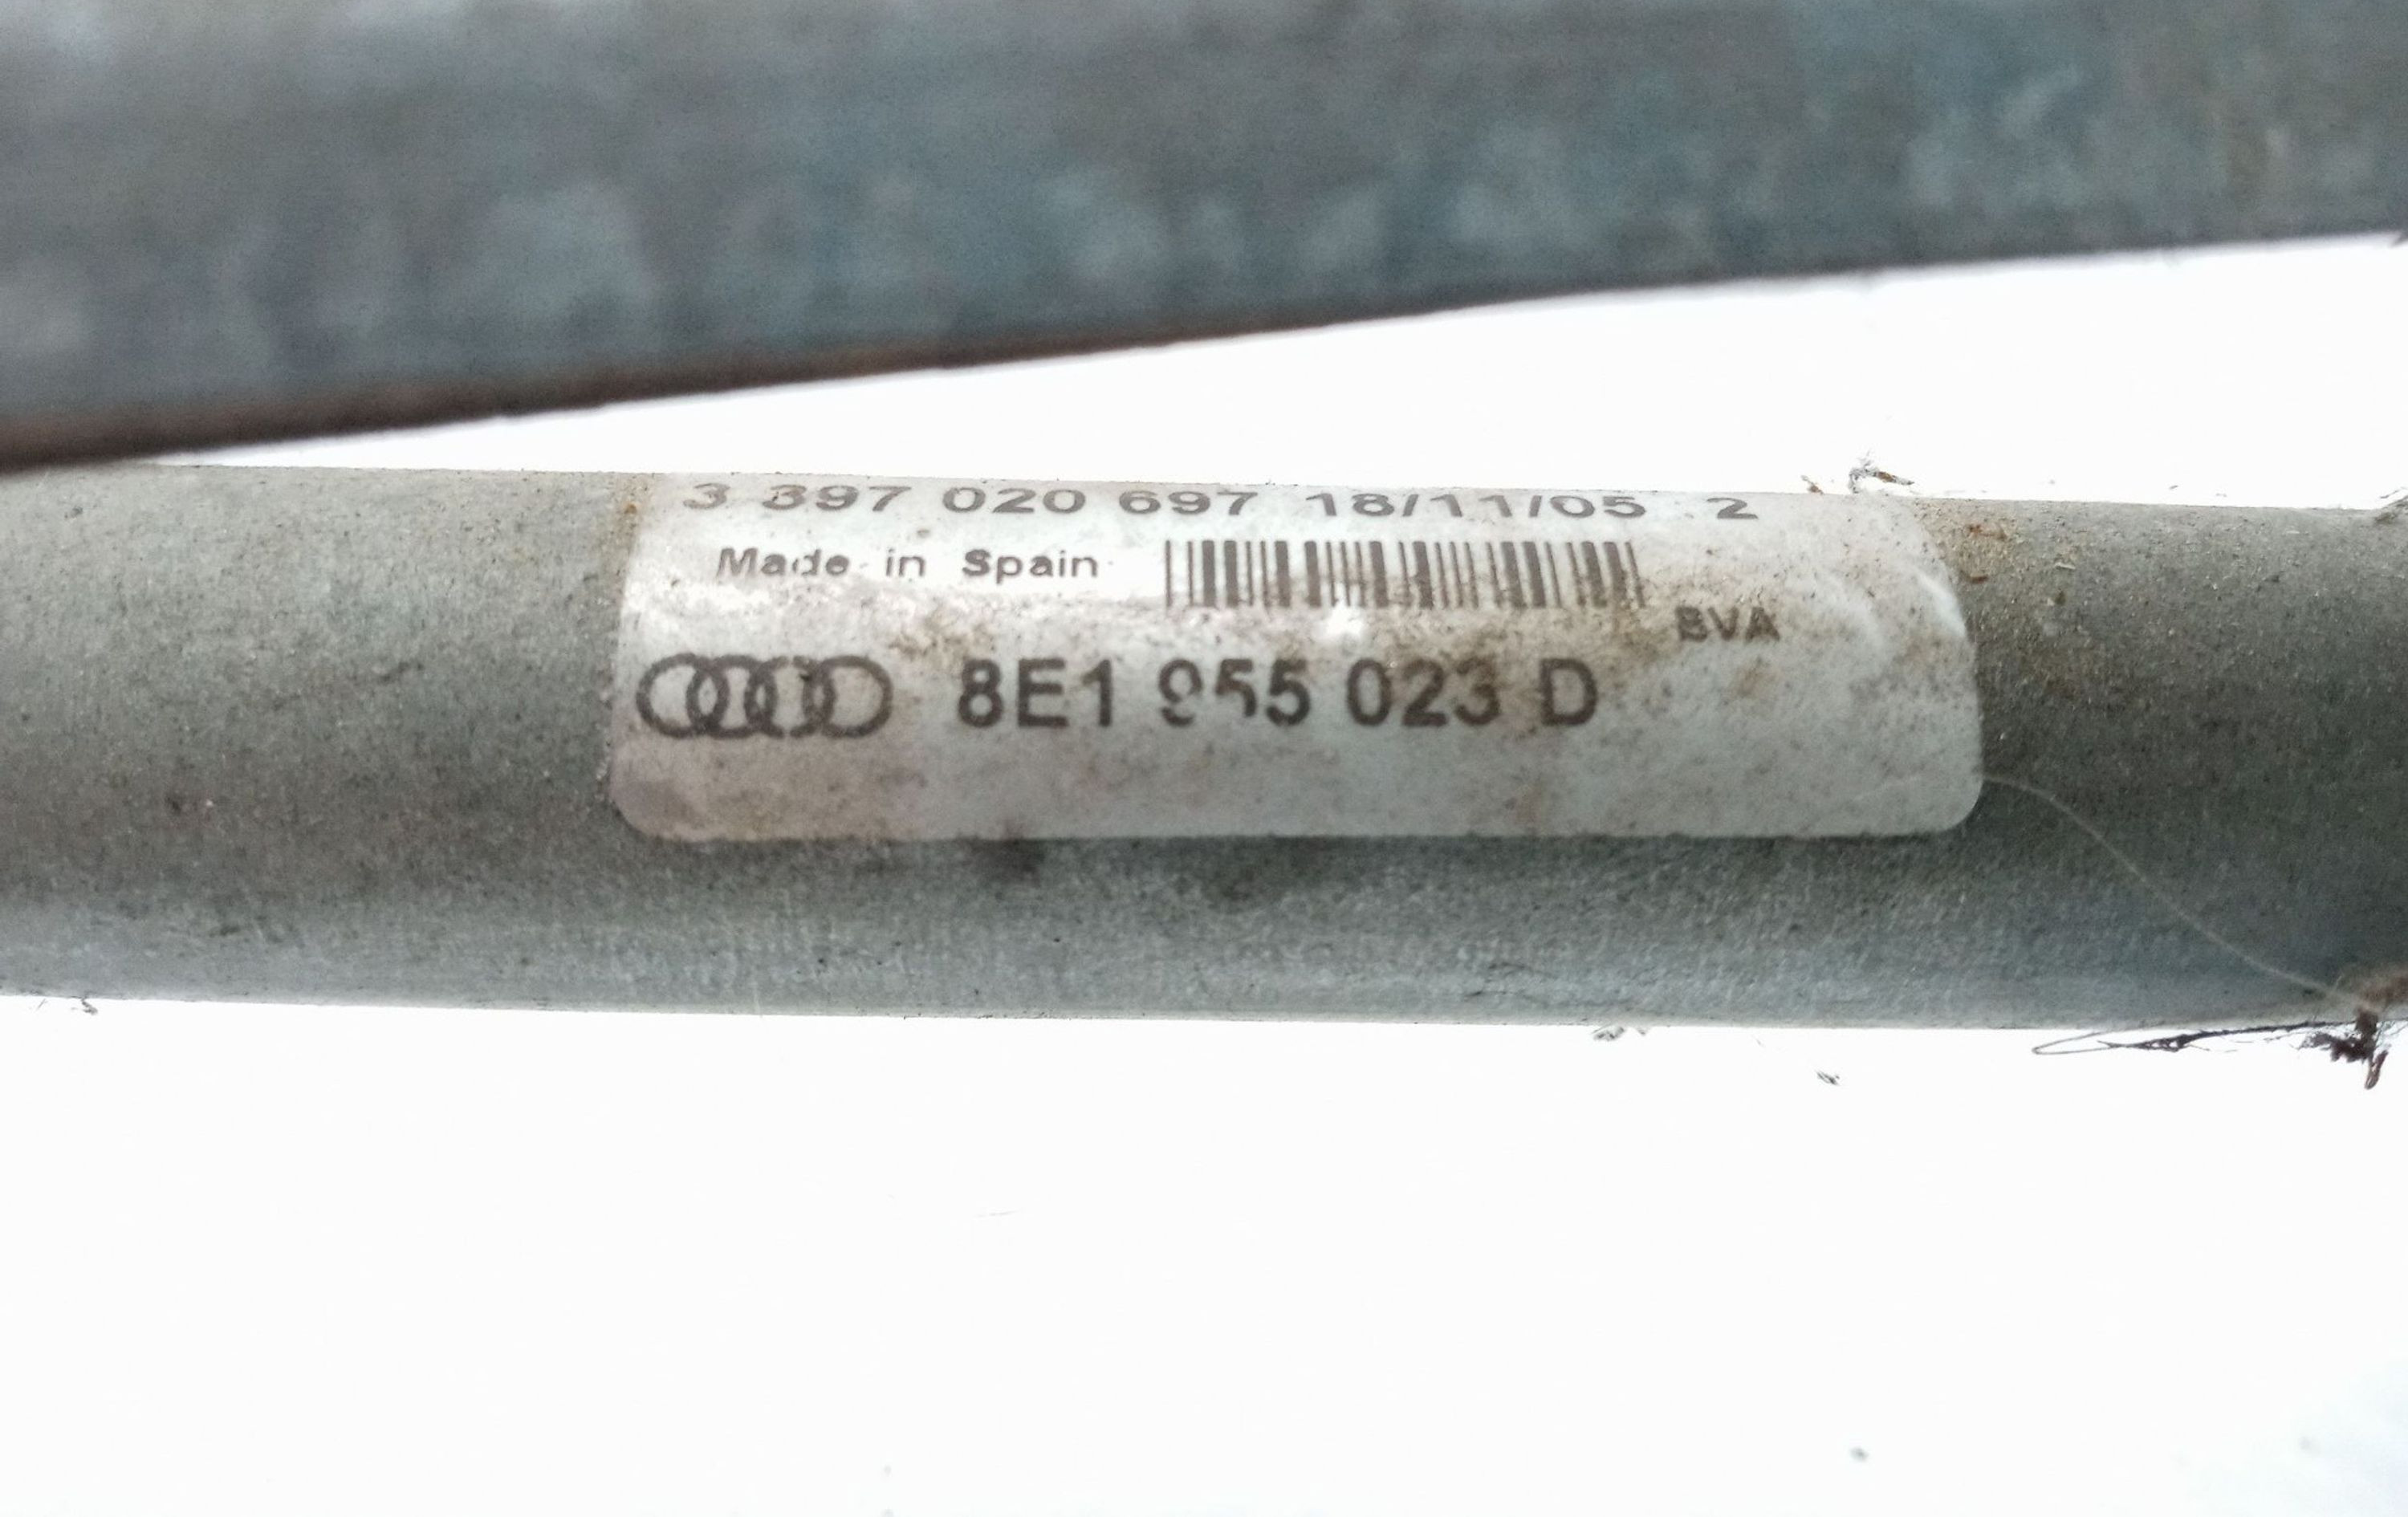 3 397 020 697 18/11/05 2
Made in Spain
BVA
8E1 955 023 D